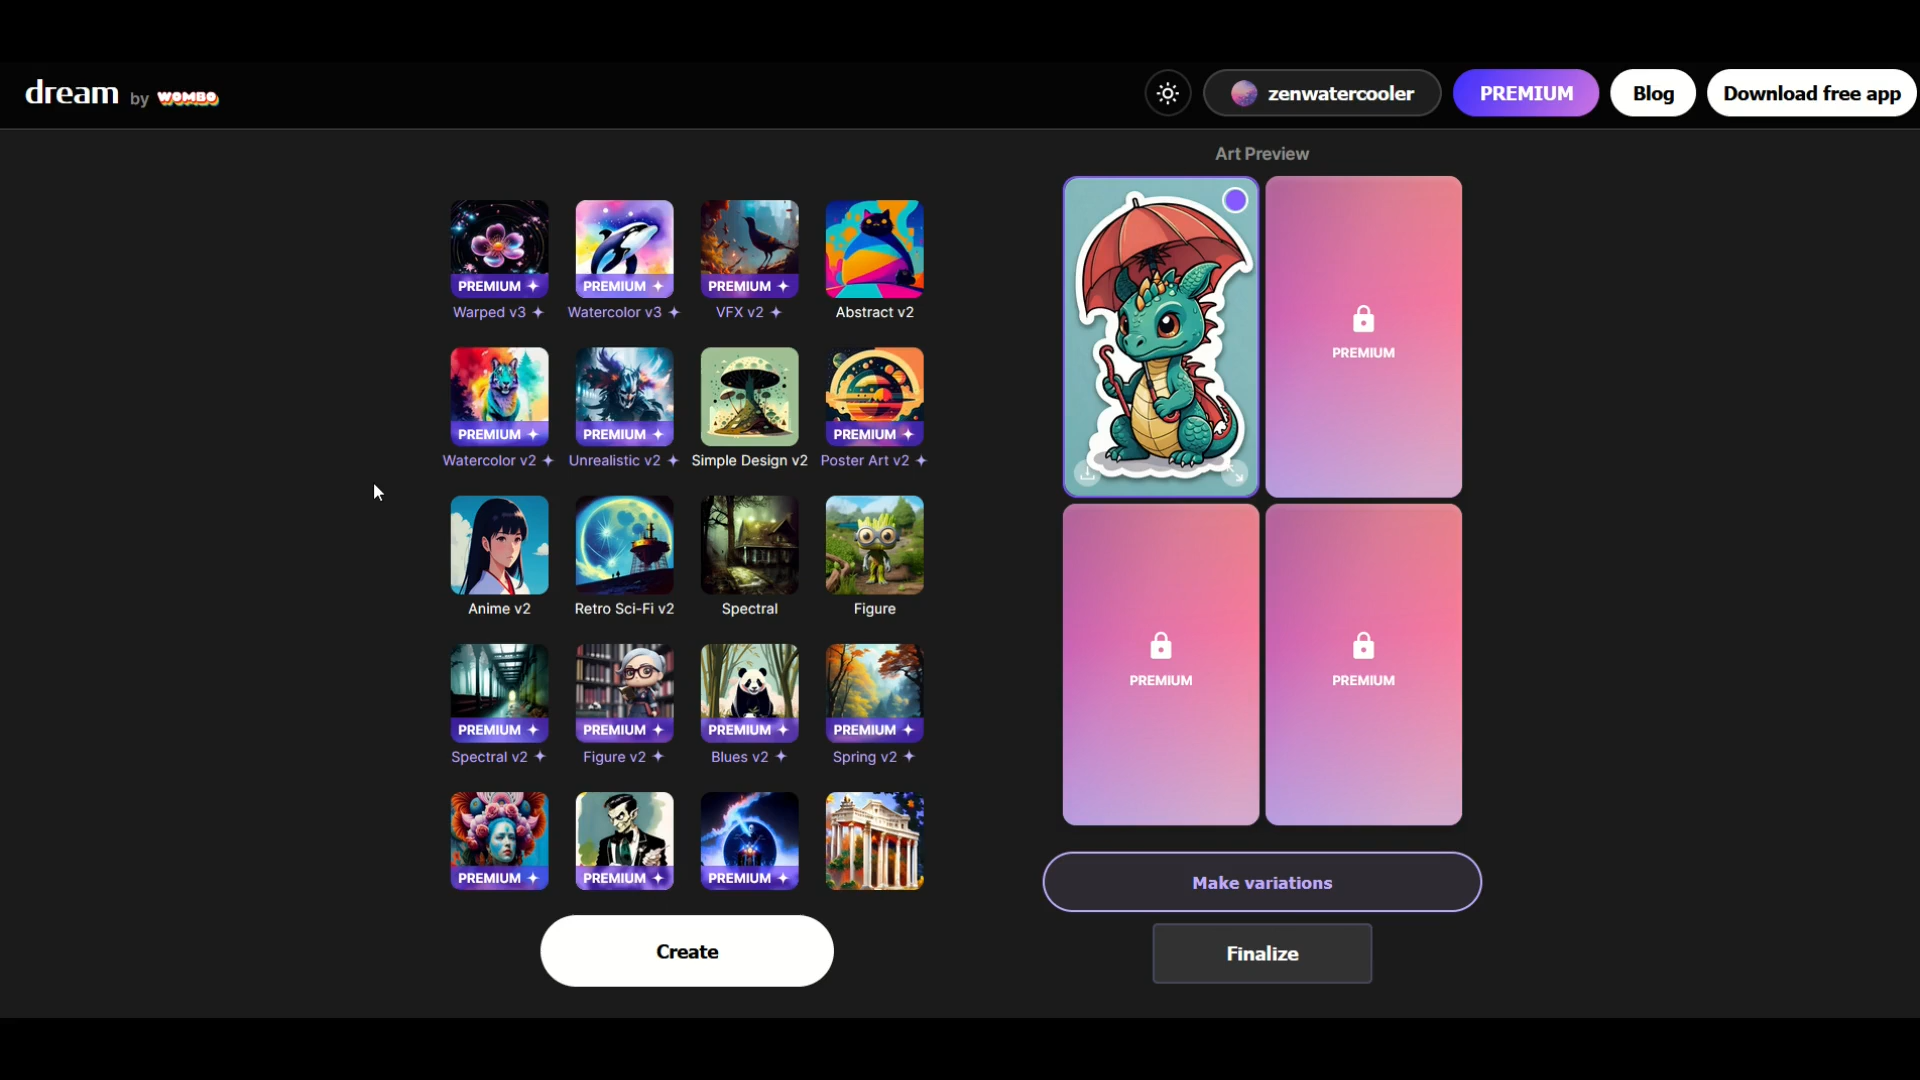 dream by WOMBO
zenwatercooler
PREMIUM
Blog
Download free app
Art Preview
PREMIUM PREMIUM PREMIUM
Warped v3 Watercolor v3 VFX v2 Abstract v2
PREMIUM
PREMIUM PREMIUM PREMIUM
Watercolor v2 Unrealistic v2 Simple Design v2 Poster Art v2
Anime v2 Retro Sci-Fi v2 Spectral Figure
PREMIUM PREMIUM
PREMIUM PREMIUM PREMIUM PREMIUM
Spectral v2 Figure v2 Blues v2 Spring v2
PREMIUM PREMIUM PREMIUM
Make variations
Create
Finalize